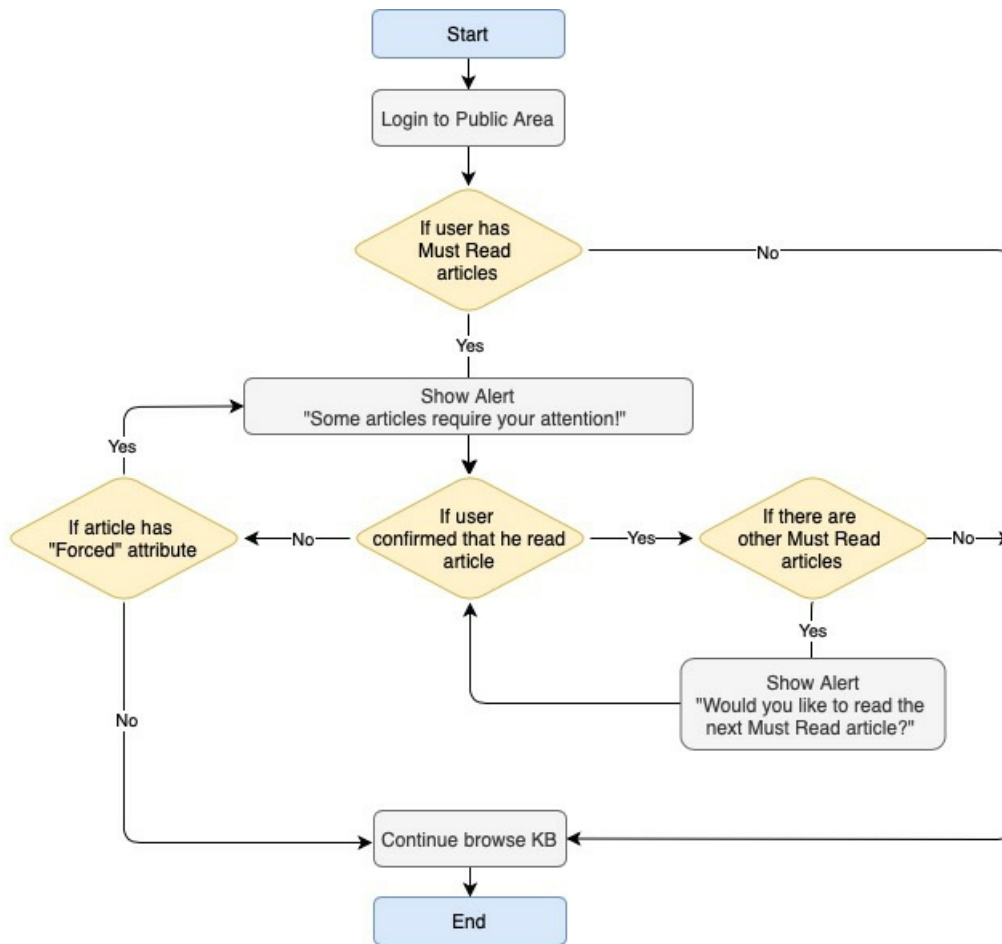 Start
Login to Public Area
If user has
Must Read
articles
No
Yes
Show Alert
"Some articles require your attention!"
Yes
If article has
"Forced" attribute
No
If user
confirmed that he read
article
Yes
If there are
other Must Read
articles
No
Yes
Show Alert
"Would you like to read the
next Must Read article?"
No
Continue browse KB
End